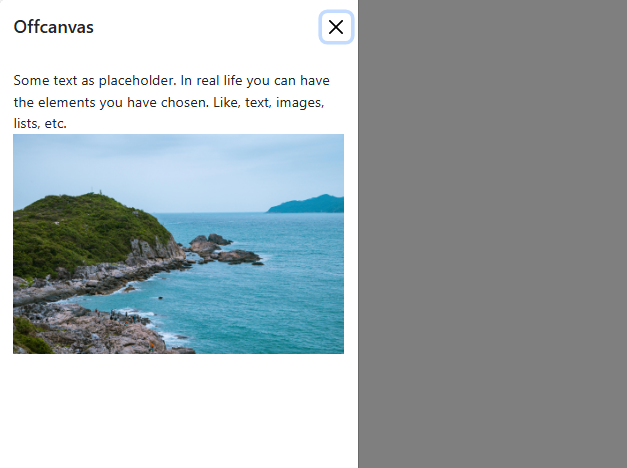 Offcanvas
Some text as placeholder. In real life you can have
the elements you have chosen. Like, text, images,
lists, etc.